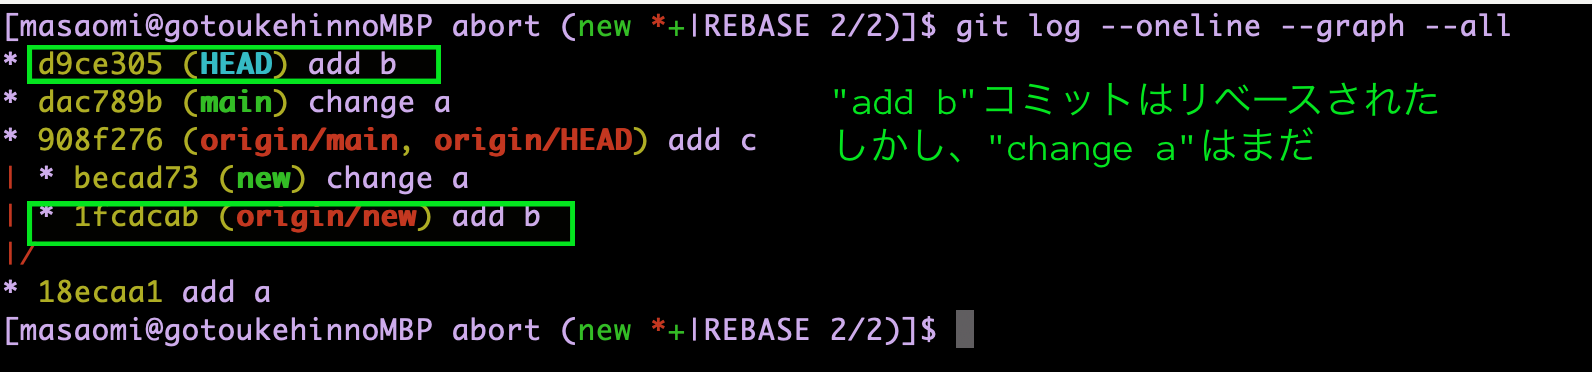 [masaomi@gotoukehinnoMBP abort (new *+|REBASE 2/2)]$ git log --oneline --graph --all
* d9ce305 (HEAD) add b
* dac789b (main) change a
"add b"コミットはリベースされた
* 908f276 (origin/main, origin/HEAD) add c
しかし、"change a"はまだ
| * becad73 (new) change a
| * 1fcdcab (origin/new) add b
|/
* 18ecaa1 add a
[masaomi@gotoukehinnoMBP abort (new *+|REBASE 2/2)]$